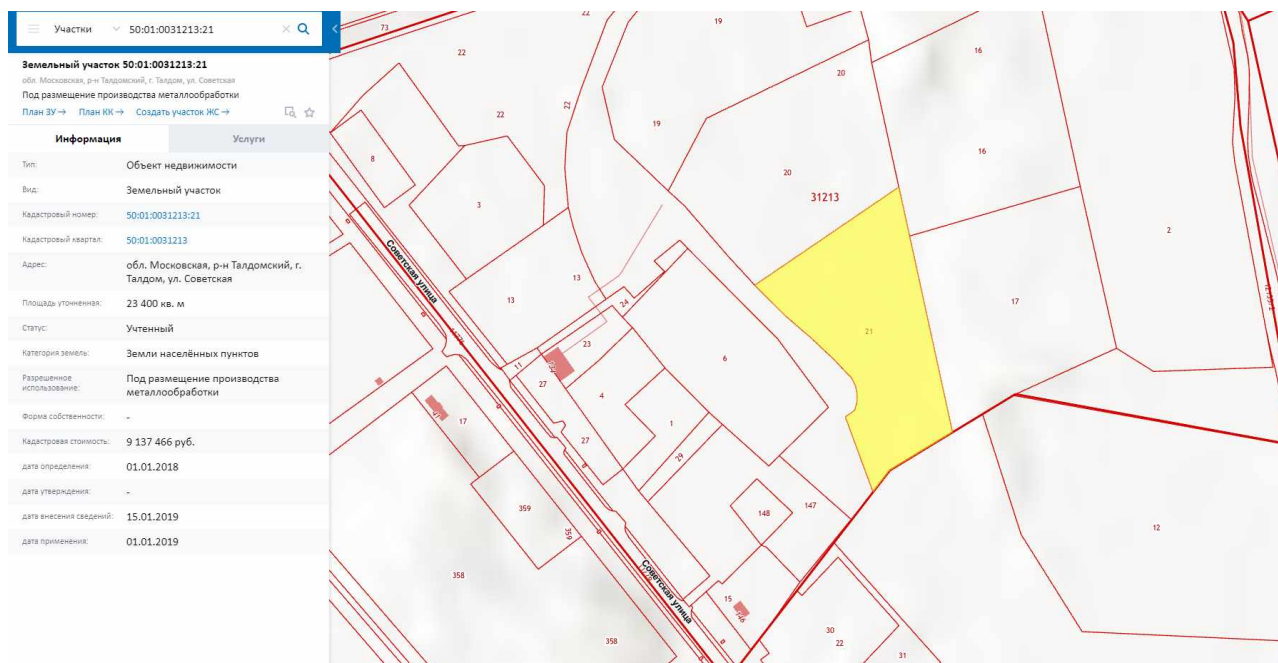 Участки
50:01:0031213:21
Земельный участок 50:01:0031213:21
обл. Московская, р-н Талдомский, г. Талдом, ул. Советская
Под размещение производства металлообработки
План ЗУ → План КК → Создать участок ЖС →
Информация
Услуги
Тип: Объект недвижимости
Вид: Земельный участок
Кадастровый номер: 50:01:0031213:21
Кадастровый квартал: 50:01:0031213
Адрес: обл. Московская, р-н Талдомский, г.
Талдом, ул. Советская
Площадь уточненная: 23 400 кв. м
Статус: Учтенный
Категория земель: Земли населённых пунктов
Разрешенное
использование:
Под размещение производства
металлообработки
Форма собственности: -
Кадастровая стоимость: 9 137 466 руб.
дата определения: 01.01.2018
дата утверждения: -
дата внесения сведений: 15.01.2019
дата применения: 01.01.2019
73
22
19
22
16
20
22
22
19
16
8
20
31213
3
2
Советская улица
13
13
24
17
21
23
6
11
27
4
17
1
27
29
359
148
147
359
12
358
Советская улица
15
146
30
22
358
31